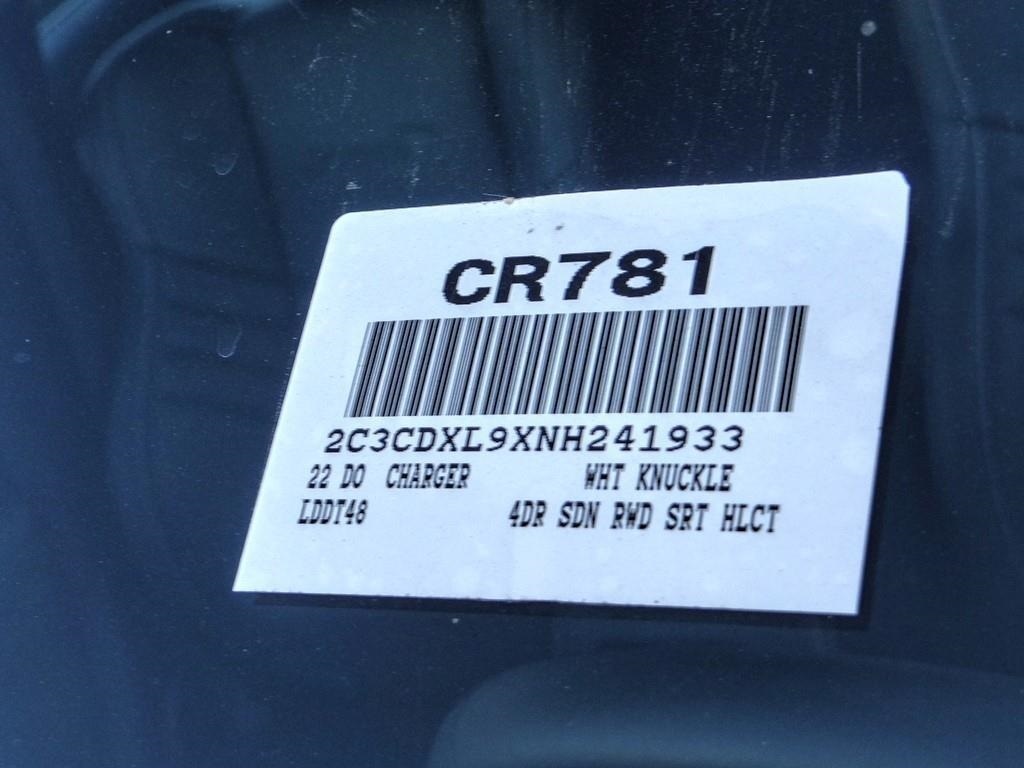 CR781
2C3CDXL9XNH241933
22 DO CHARGER WHT KNUCKLE
LDDT48 4DR SDN RWD SRT HLCT